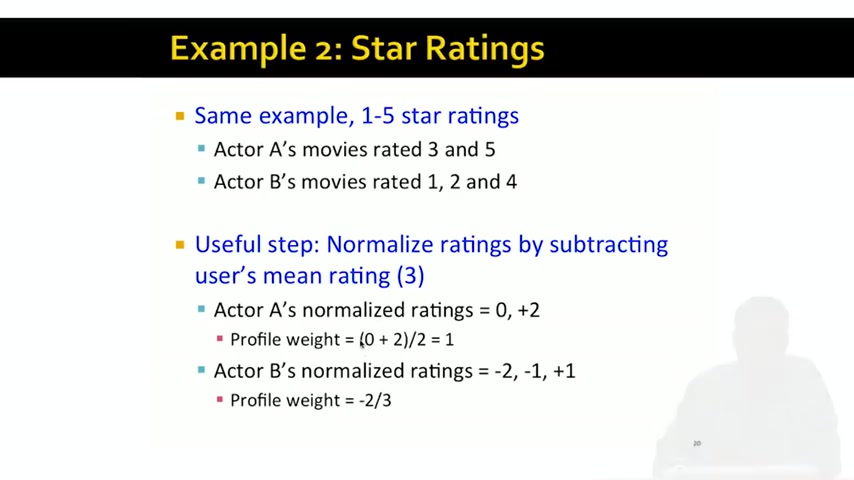 Example 2: Star Ratings
Same example, 1-5 star ratings
Actor A's movies rated 3 and 5
Actor B's movies rated 1, 2 and 4
Useful step: Normalize ratings by subtracting
user's mean rating (3)
Actor A's normalized ratings = 0, +2
Profile weight = (0 + 2)/2 = 1
Actor B's normalized ratings = -2, -1, +1
Profile weight = -2/3
20